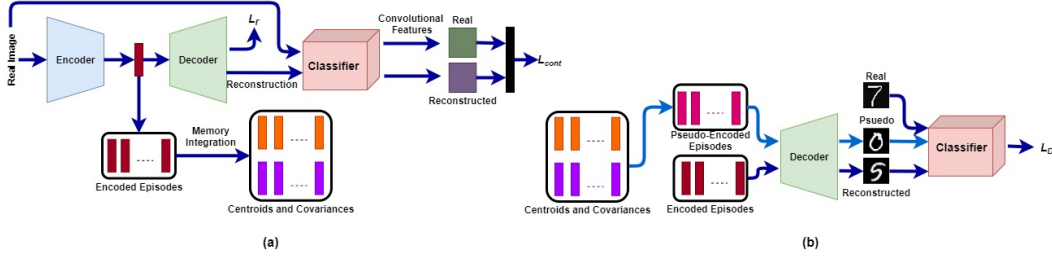 Real Image
Encoder
Decoder
L_r
Reconstruction
Classifier
Convolutional
Features
Real
Reconstructed
L_cont
Memory
Integration
....
Encoded Episodes
....
....
Centroids and Covariances
(a)
....
....
Centroids and Covariances
....
Pseudo-Encoded
Episodes
....
Encoded Episodes
Decoder
Real
7
Psuedo
0
5
Reconstructed
Classifier
L_D
(b)